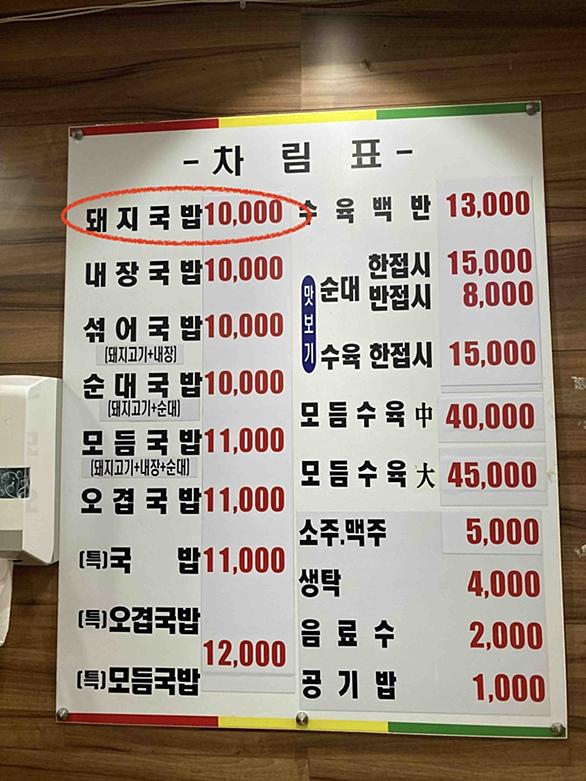 -차 림 표-
돼지국밥 10,000
내장국밥 10,000
섞어국밥 10,000
(돼지고기+내장)
순대국밥 10,000
(돼지고기+순대)
모듬국밥 11,000
(돼지고기+내장+순대)
오겹국밥 11,000
(특)국 밥 11,000
(특)오겹국밥
12,000
(특)모듬국밥
수육백반 13,000
맛보기
순대 한접시 15,000
반접시 8,000
수육 한접시 15,000
모듬수육中 40,000
모듬수육大 45,000
소주.맥주 5,000
생탁 4,000
음료수 2,000
공기밥 1,000